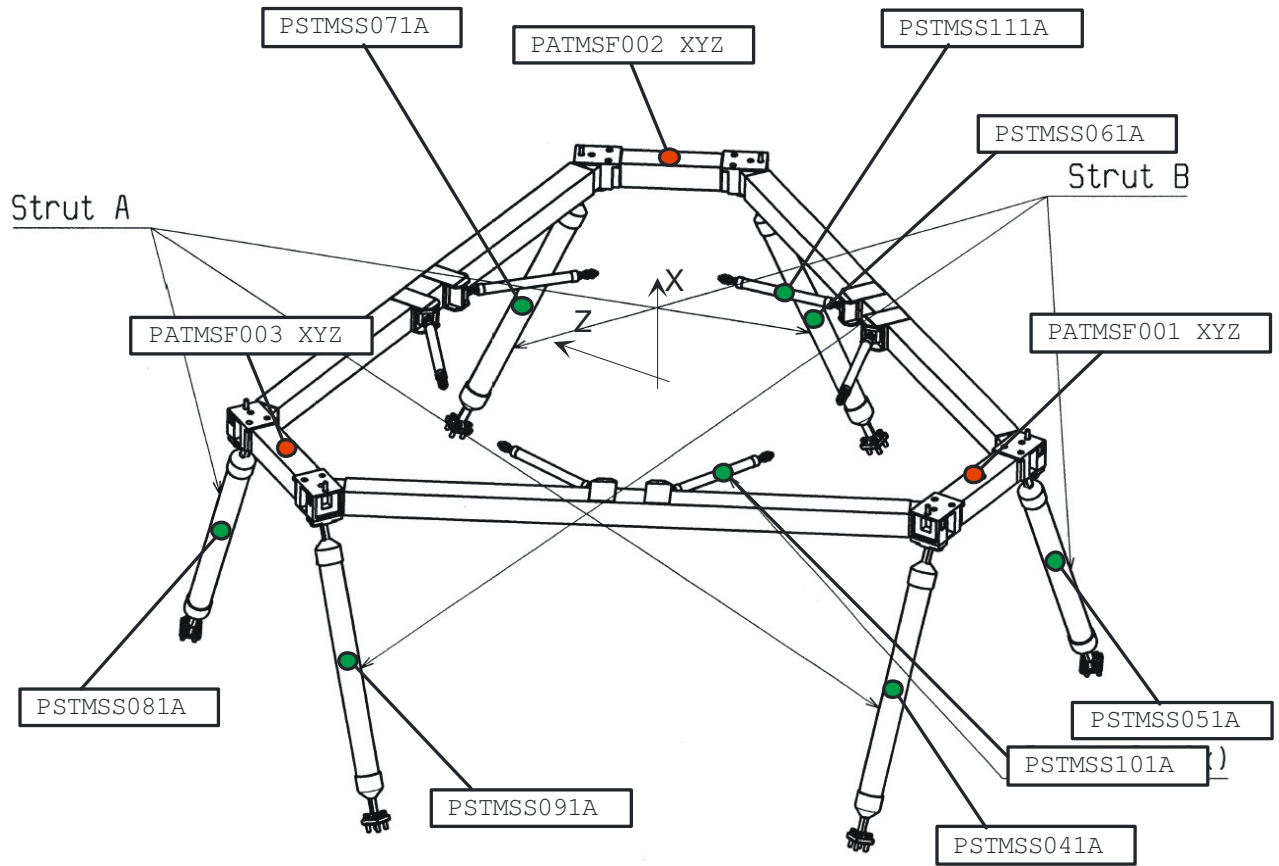 PSTMSS071A
PATMSF002 XYZ
PSTMSS111A
PSTMSS061A
Strut A
Strut B
X
Z
PATMSF003 XYZ
PATMSF001 XYZ
PSTMSS081A
PSTMSS051A
PSTMSS101A
x)
PSTMSS091A
PSTMSS041A